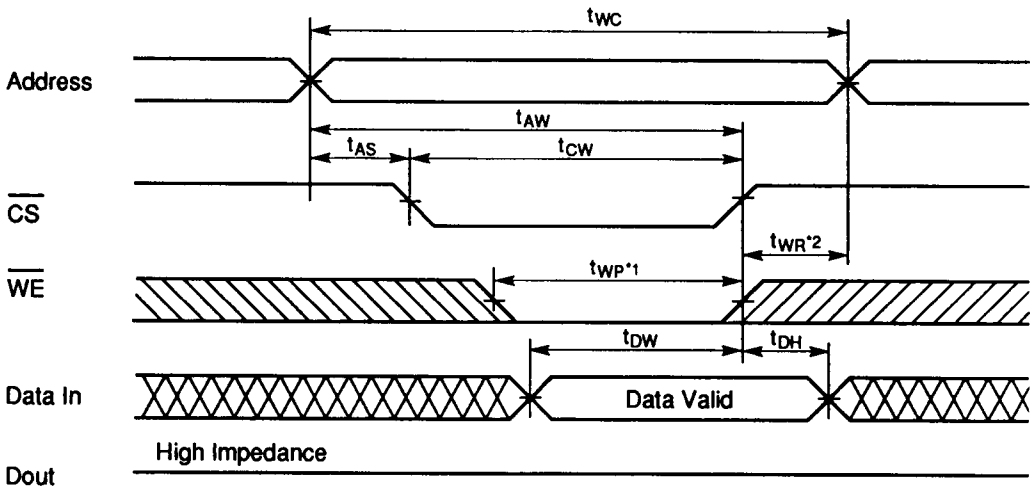 tWC
Address
tAW
tAS
tCW
CS
tWR*2
tWP*1
WE
tDW
tDH
Data In
Data Valid
High Impedance
Dout